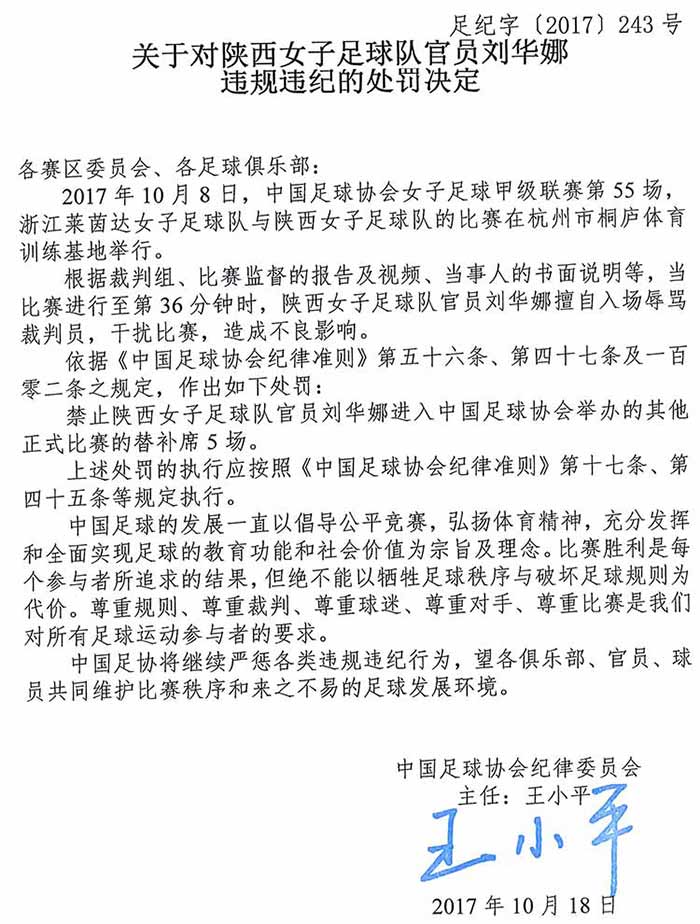 足纪字〔2017〕243 号
关于对陕西女子足球队官员刘华娜
违规违纪的处罚决定
各赛区委员会、各足球俱乐部：
2017 年 10 月 8 日，中国足球协会女子足球甲级联赛第 55 场，
浙江莱茵达女子足球队与陕西女子足球队的比赛在杭州市桐庐体育
训练基地举行。
根据裁判组、比赛监督的报告及视频、当事人的书面说明等，当
比赛进行至第 36 分钟时，陕西女子足球队官员刘华娜擅自入场辱骂
裁判员，干扰比赛，造成不良影响。
依据《中国足球协会纪律准则》第五十六条、第四十七条及一百
零二条之规定，作出如下处罚：
禁止陕西女子足球队官员刘华娜进入中国足球协会举办的其他
正式比赛的替补席 5 场。
上述处罚的执行应按照《中国足球协会纪律准则》第十七条、第
四十五条等规定执行。
中国足球的发展一直以倡导公平竞赛，弘扬体育精神，充分发挥
和全面实现足球的教育功能和社会价值为宗旨及理念。比赛胜利是每
个参与者所追求的结果，但绝不能以牺牲足球秩序与破坏足球规则为
代价。尊重规则、尊重裁判、尊重球迷、尊重对手、尊重比赛是我们
对所有足球运动参与者的要求。
中国足协将继续严惩各类违规违纪行为，望各俱乐部、官员、球
员共同维护比赛秩序和来之不易的足球发展环境。
中国足球协会纪律委员会
主任：王小平
王小平
2017 年 10 月 18 日